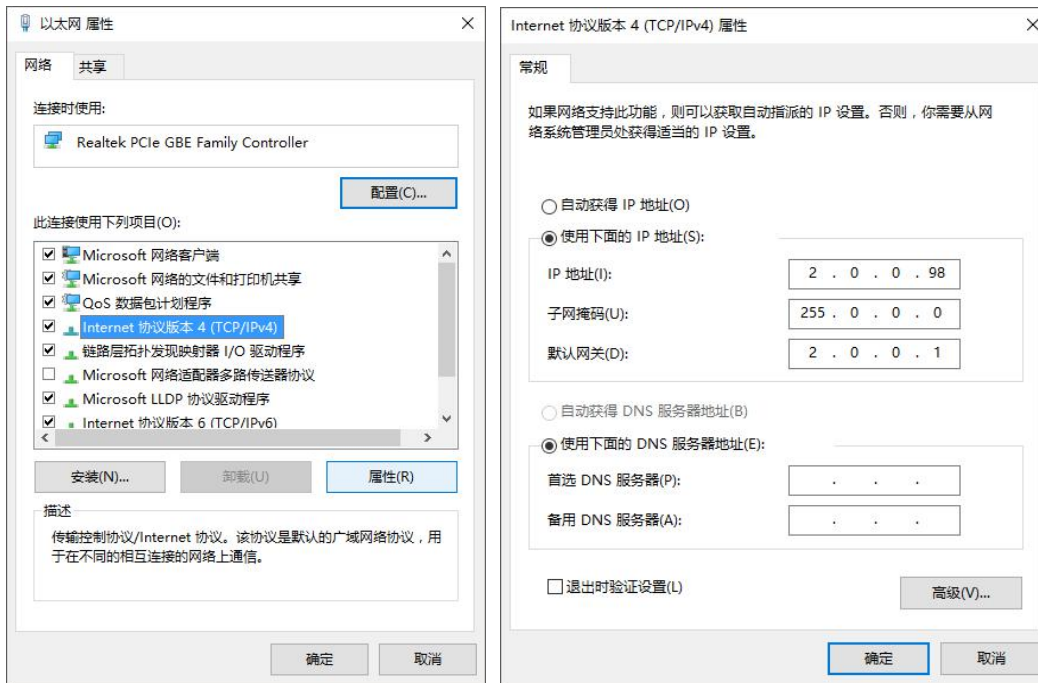 以太网 属性
网络
共享
连接时使用:
Realtek PCIe GBE Family Controller
配置(C)...
此连接使用下列项目(O):
Microsoft 网络客户端
Microsoft 网络的文件和打印机共享
QoS 数据包计划程序
Internet 协议版本 4 (TCP/IPv4)
链路层拓扑发现映射器 I/O 驱动程序
Microsoft 网络适配器多路传送器协议
Microsoft LLDP 协议驱动程序
Internet 协议版本 6 (TCP/IPv6)
安装(N)...
卸载(U)
属性(R)
描述
传输控制协议/Internet 协议。该协议是默认的广域网络协议，用
于在不同的相互连接的网络上通信。
确定
取消
Internet 协议版本 4 (TCP/IPv4) 属性
常规
如果网络支持此功能，则可以获取自动指派的 IP 设置。否则，你需要从网
络系统管理员处获得适当的 IP 设置。
自动获得 IP 地址(O)
使用下面的 IP 地址(S):
IP 地址(I): 2 . 0 . 0 . 98
子网掩码(U): 255 . 0 . 0 . 0
默认网关(D): 2 . 0 . 0 . 1
自动获得 DNS 服务器地址(B)
使用下面的 DNS 服务器地址(E):
首选 DNS 服务器(P): . . .
备用 DNS 服务器(A): . . .
退出时验证设置(L)
高级(V)...
确定
取消